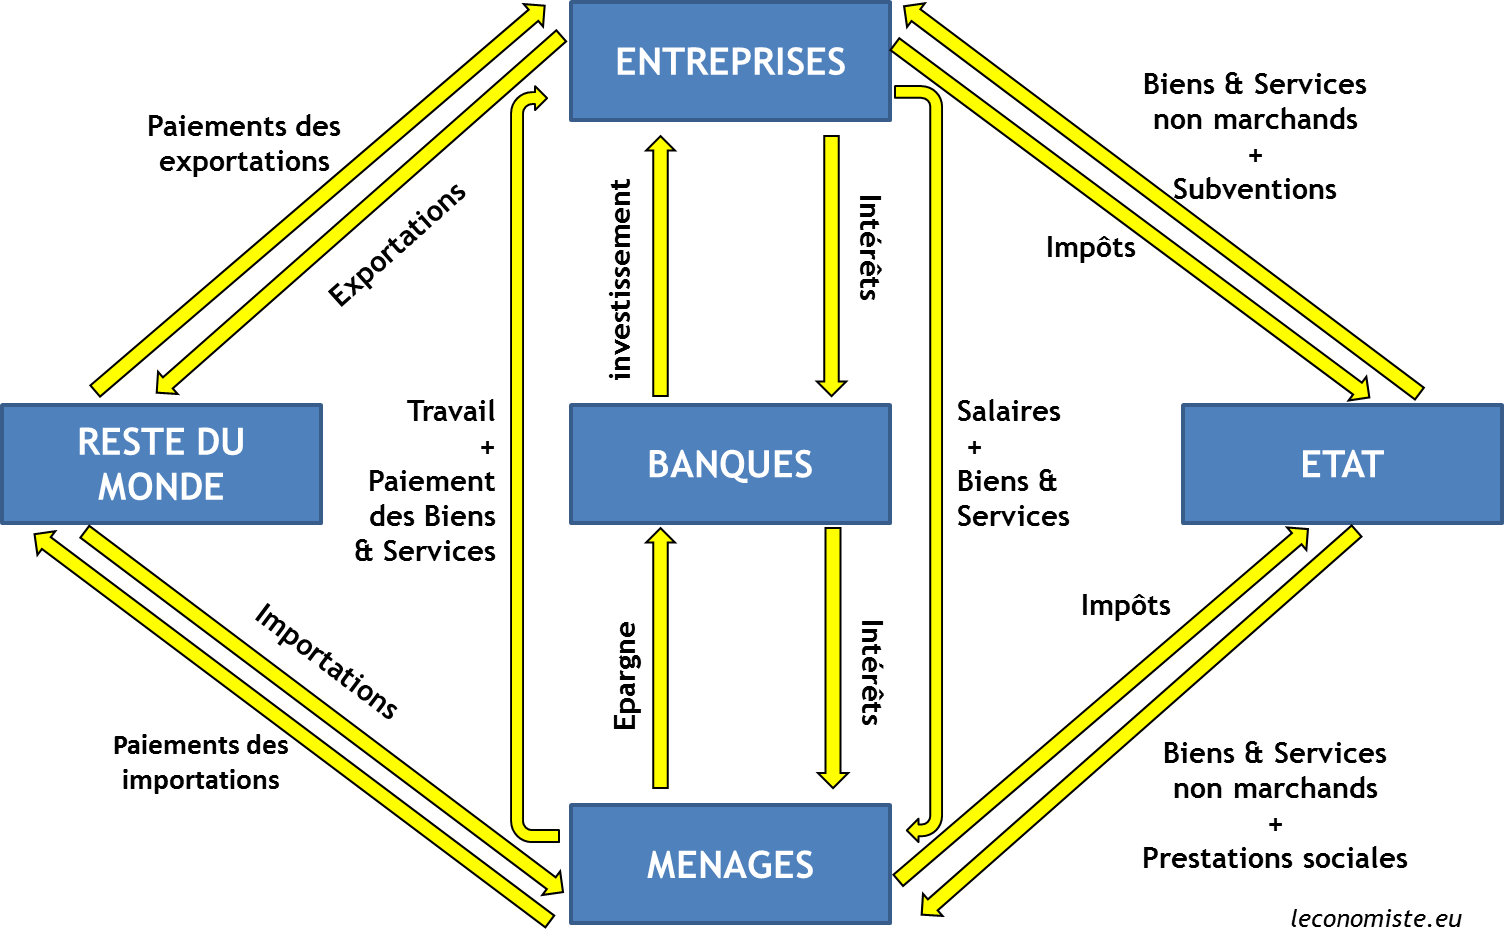 ENTREPRISES
Biens & Services
non marchands
+
Subventions
Paiements des
exportations
Exportations
investissement
Intérêts
Impôts
RESTE DU
MONDE
Travail
+
Paiement
des Biens
& Services
BANQUES
Salaires
+
Biens &
Services
ETAT
Importations
Paiements des
importations
Epargne
Intérêts
Impôts
Biens & Services
non marchands
+
Prestations sociales
MENAGES
leconomiste.eu